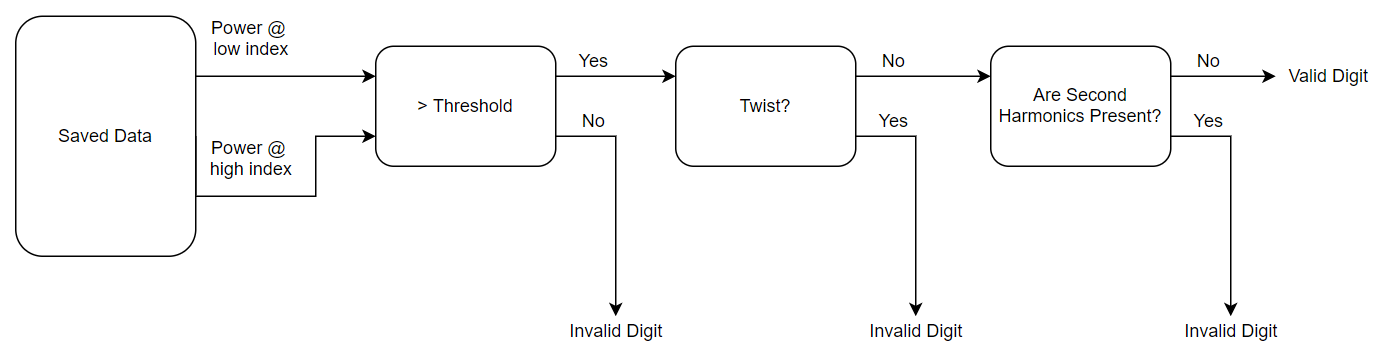 Saved Data
Power @
low index
Power @
high index
> Threshold
Yes
No
Invalid Digit
Twist?
No
Yes
Invalid Digit
Are Second
Harmonics Present?
No
Valid Digit
Yes
Invalid Digit